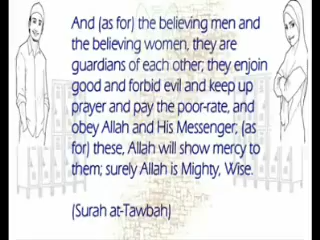 And (as for) the believing men and
the believing women, they are
guardians of each other; they enjoin
good and forbid evil and keep up
prayer and pay the poor-rate, and
obey Allah and His Messenger; (as
for) these, Allah will show mercy to
them; surely Allah is Mighty, Wise.
(Surah at-Tawbah)